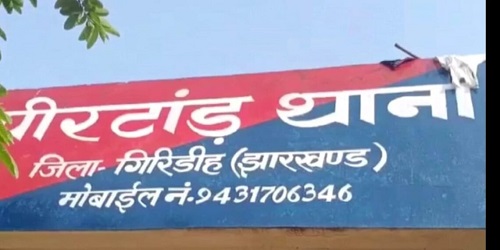 पीरटांड़ थाना
जिला- गिरिडीह (झारखण्ड)
मोबाईल नं.-9431706346